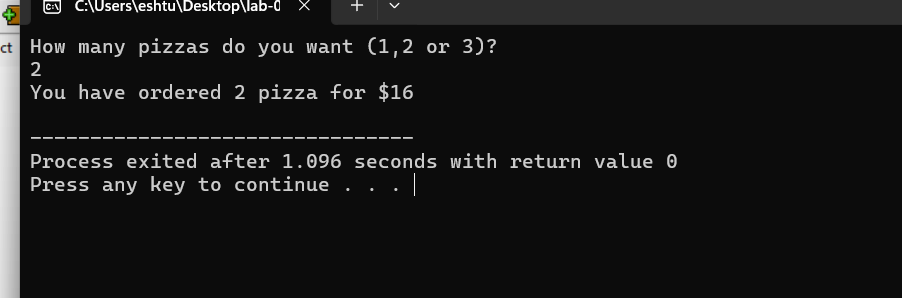 C:\Users\eshtu\Desktop\lab-0
ct
How many pizzas do you want (1,2 or 3)?
2
You have ordered 2 pizza for $16
--------------------------------
Process exited after 1.096 seconds with return value 0
Press any key to continue . . .